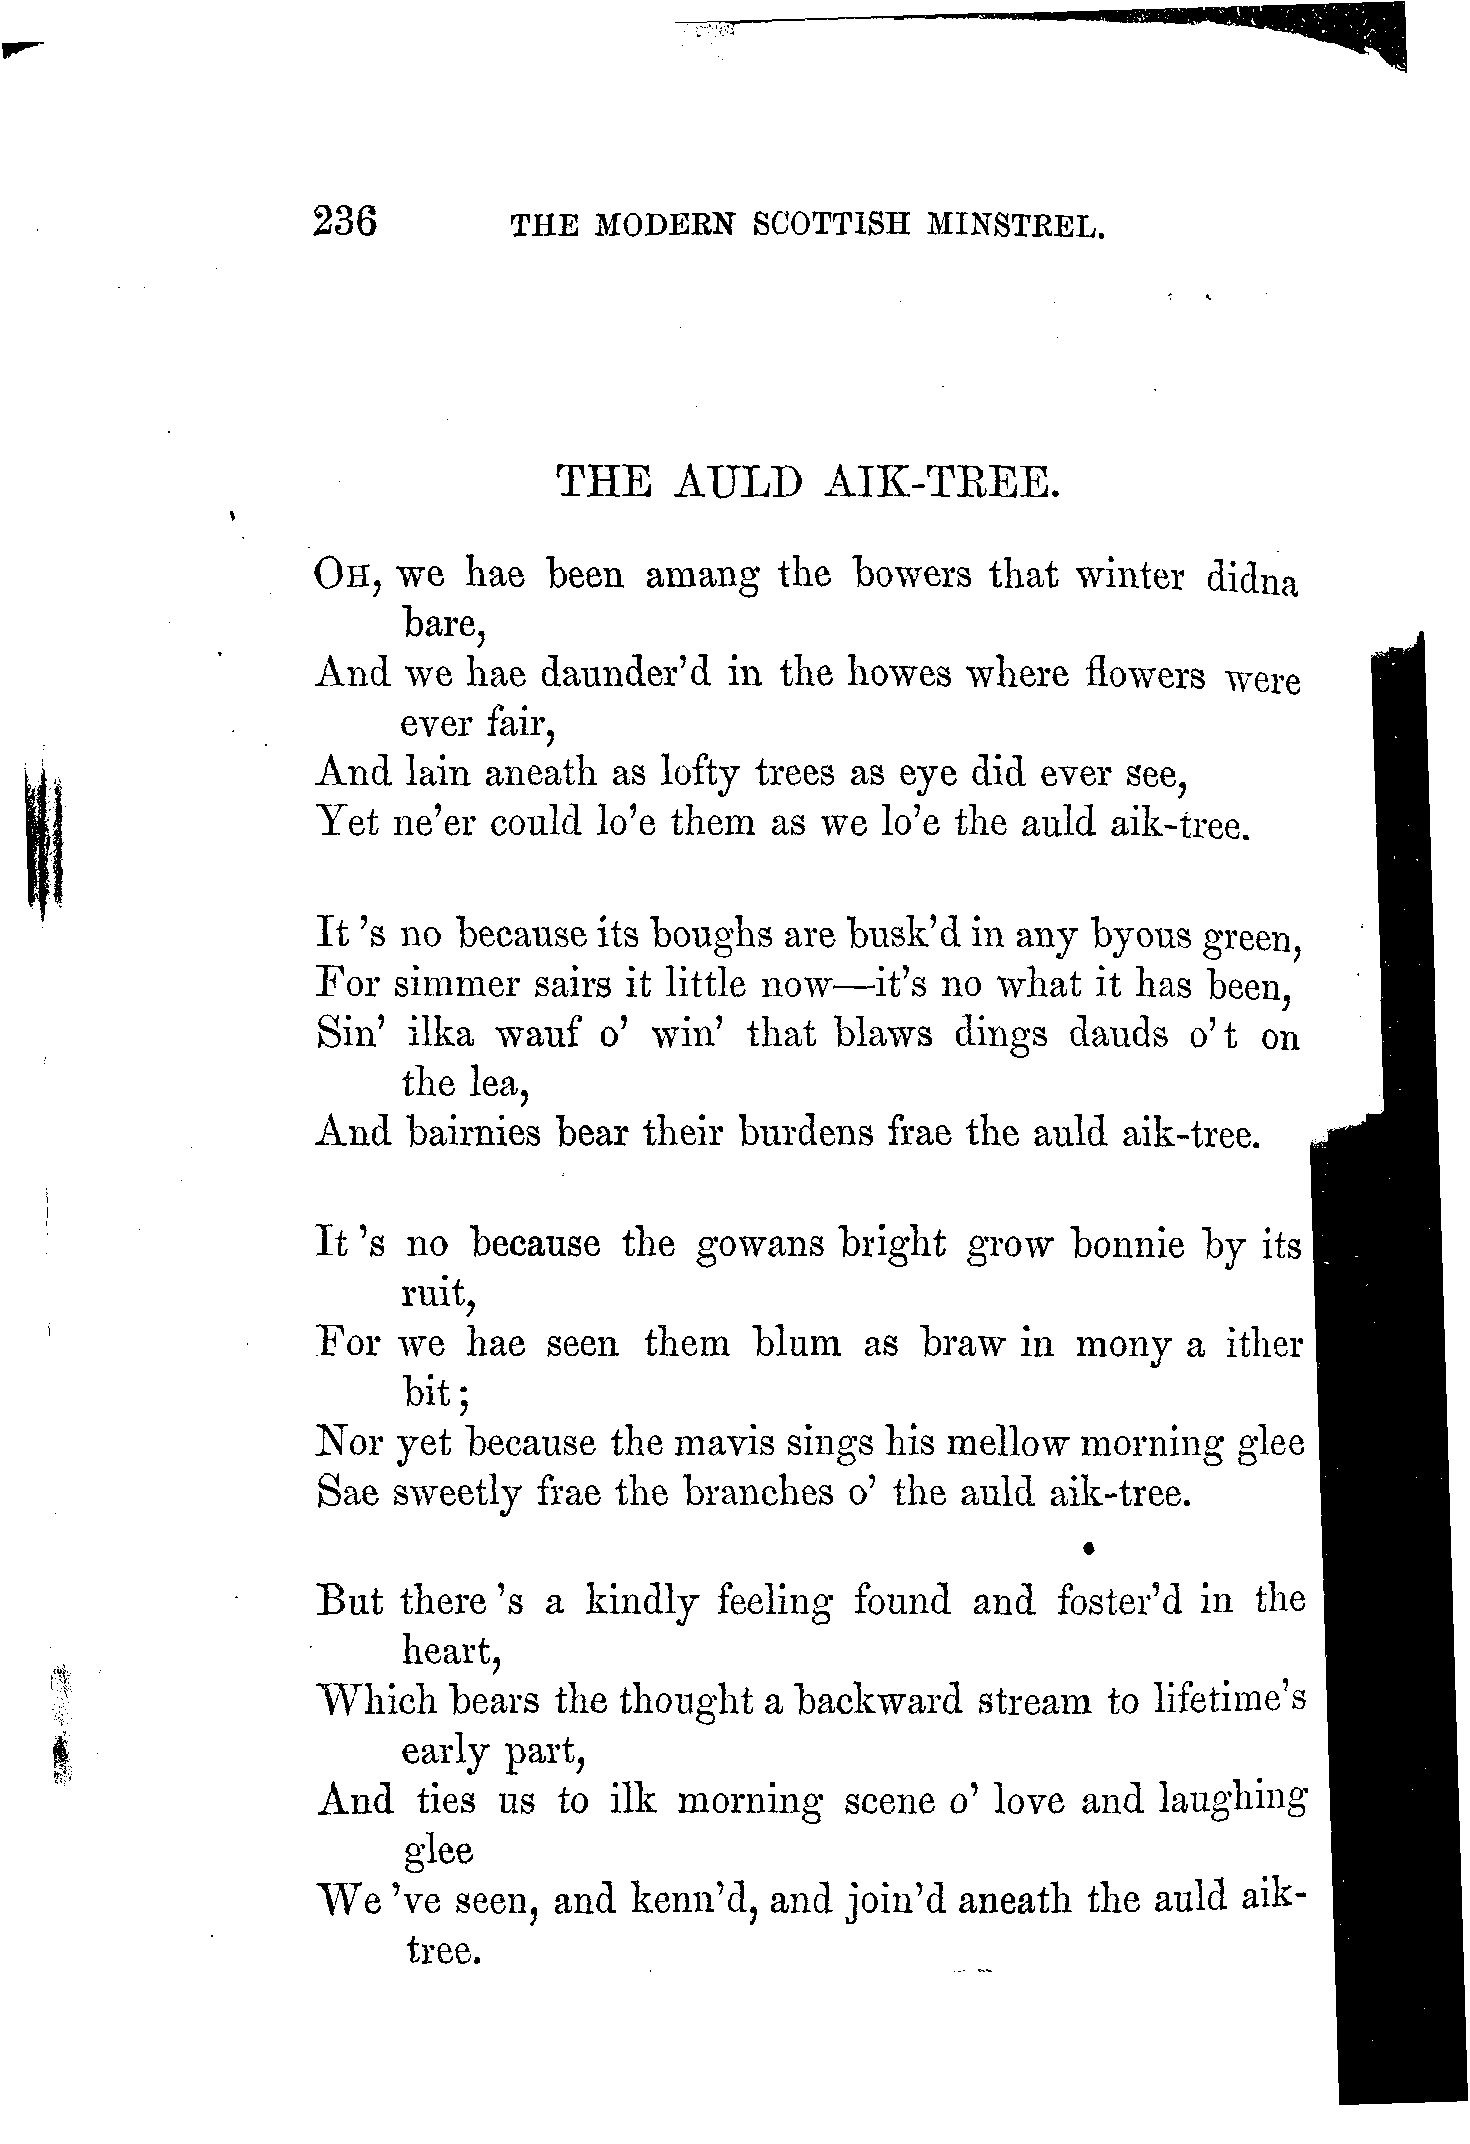 236 THE MODERN SCOTTISH MINSTREL.
THE AULD AIK-TREE.
OH, we hae been amang the bowers that winter didna
bare,
And we hae daunder'd in the howes where flowers were
ever fair,
And lain aneath as lofty trees as eye did ever see,
Yet ne'er could lo'e them as we lo'e the auld aik-tree.
It 's no because its boughs are busk'd in any byous green,
For simmer sairs it little now—it's no what it has been,
Sin' ilka wauf o' win' that blaws dings dauds o't on
the lea,
And bairnies bear their burdens frae the auld aik-tree.
It 's no because the gowans bright grow bonnie by its
ruit,
For we hae seen them blum as braw in mony a ither
bit;
Nor yet because the mavis sings his mellow morning glee
Sae sweetly frae the branches o' the auld aik-tree.
But there 's a kindly feeling found and foster'd in the
heart,
Which bears the thought a backward stream to lifetime's
early part,
And ties us to ilk morning scene o' love and laughing
glee
We 've seen, and kenn'd, and join'd aneath the auld aik-
tree.